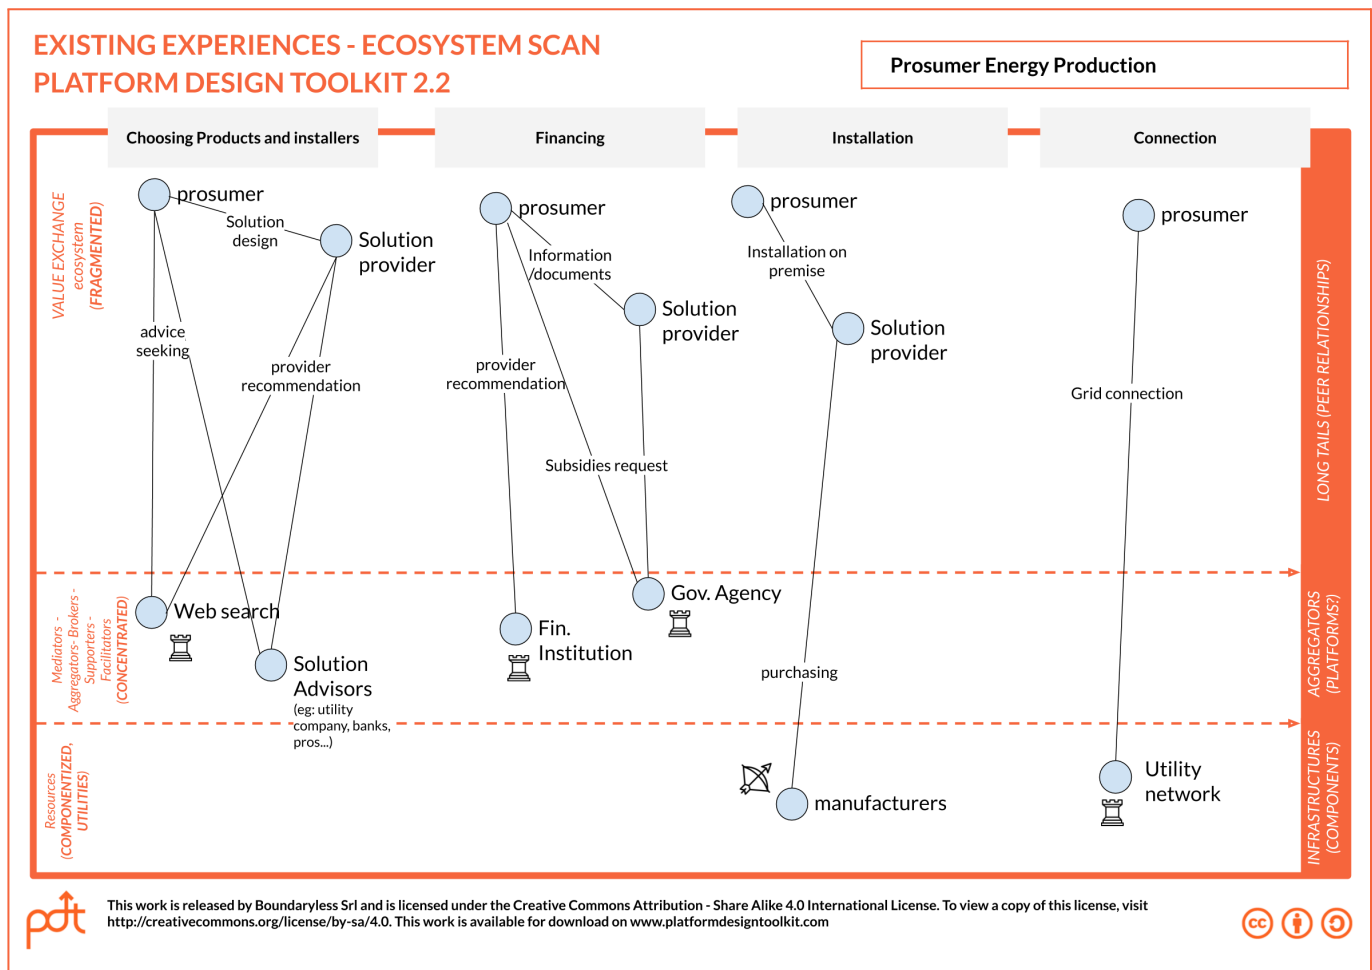 EXISTING EXPERIENCES - ECOSYSTEM SCAN
PLATFORM DESIGN TOOLKIT 2.2
Prosumer Energy Production
Choosing Products and installers
Financing
Installation
Connection
VALUE EXCHANGE
ecosystem
(FRAGMENTED)
prosumer
Solution
design
Solution
provider
advice
seeking
provider
recommendation
prosumer
Information
/documents
Solution
provider
provider
recommendation
Subsidies request
prosumer
Installation on
premise
Solution
provider
prosumer
Grid connection
LONG TAILS (PEER RELATIONSHIPS)
Mediators -
Aggregators- Brokers -
Supporters -
Facilitators
(CONCENTRATED)
Web search
Solution
Advisors
(eg: utility
company, banks,
pros...)
Fin.
Institution
Gov. Agency
purchasing
AGGREGATORS
(PLATFORMS?)
Resources
(COMPONENTIZED,
UTILITIES)
manufacturers
Utility
network
INFRASTRUCTURES
(COMPONENTS)
pdt
This work is released by Boundaryless Srl and is licensed under the Creative Commons Attribution - Share Alike 4.0 International License. To view a copy of this license, visit
http://creativecommons.org/license/by-sa/4.0. This work is available for download on www.platformdesigntoolkit.com
cc